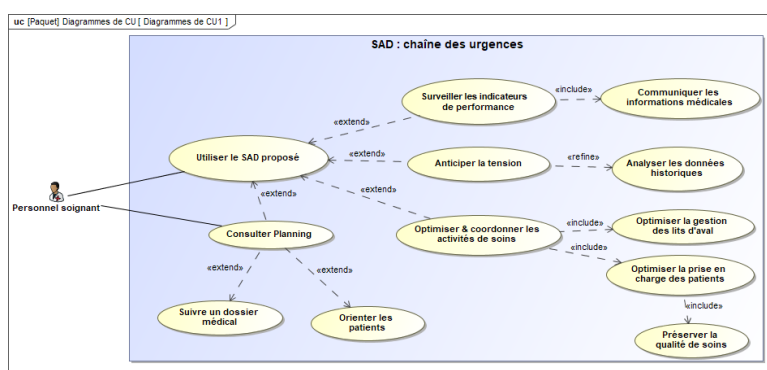 uc [Paquet] Diagrammes de CU [ Diagrammes de CU1 ]
SAD : chaîne des urgences
Surveiller les indicateurs
de performance
«include»
Communiquer les
informations médicales
«extend»
Utiliser le SAD proposé
«extend»
Anticiper la tension
«refine»
Analyser les données
historiques
Personnel soignant
«extend»
«extend»
Consulter Planning
Optimiser & coordonner les
activités de soins
«include»
Optimiser la gestion
des lits d'aval
«include»
Optimiser la prise en
charge des patients
«extend»
«extend»
Suivre un dossier
médical
Orienter les
patients
«include»
Préserver la
qualité de soins